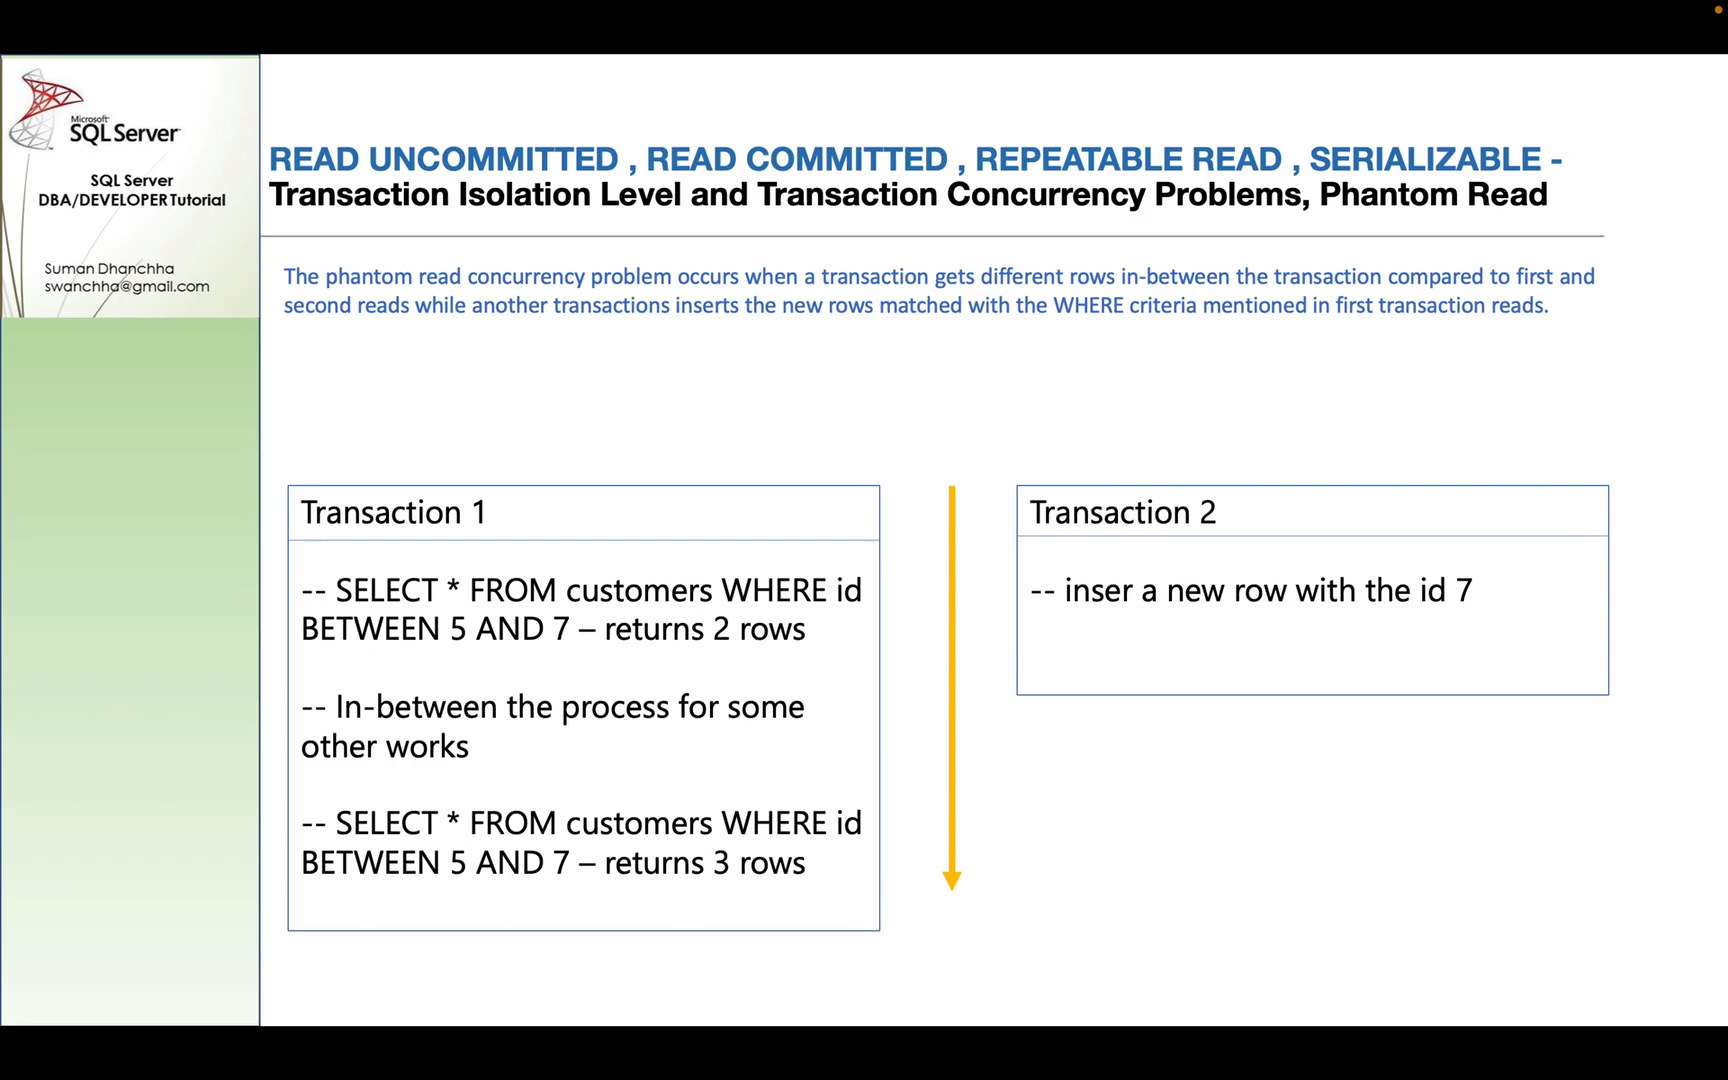 Microsoft
SQL Server
SQL Server
DBA/DEVELOPER Tutorial
Suman Dhanchha
swanchha@gmail.com
READ UNCOMMITTED , READ COMMITTED , REPEATABLE READ , SERIALIZABLE -
Transaction Isolation Level and Transaction Concurrency Problems, Phantom Read
The phantom read concurrency problem occurs when a transaction gets different rows in-between the transaction compared to first and
second reads while another transactions inserts the new rows matched with the WHERE criteria mentioned in first transaction reads.
Transaction 1
-- SELECT * FROM customers WHERE id
BETWEEN 5 AND 7 – returns 2 rows
-- In-between the process for some
other works
-- SELECT * FROM customers WHERE id
BETWEEN 5 AND 7 – returns 3 rows
Transaction 2
-- inser a new row with the id 7